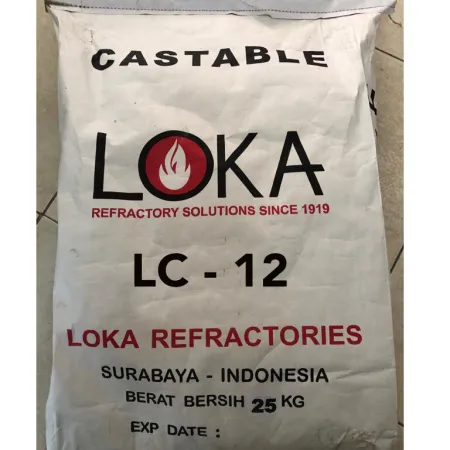 CASTABLE
LOKA
REFRACTORY SOLUTIONS SINCE 1919
LC - 12
LOKA REFRACTORIES
SURABAYA - INDONESIA
BERAT BERSIH 25 KG
EXP DATE :